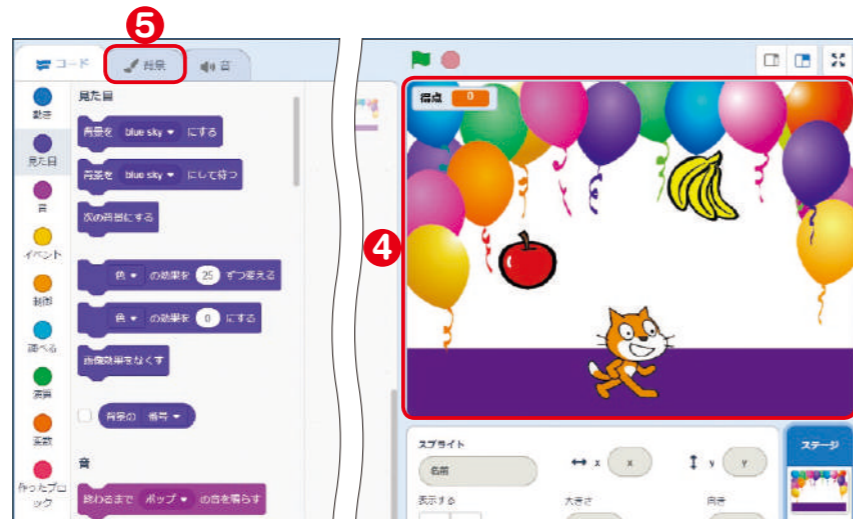 5
コード
背景
音
見た目
動き
見た目
音
イベント
制御
調べる
演算
変数
作ったブロック
背景を blue sky にする
背景を blue sky にして待つ
次の背景にする
色 の効果を 25 ずつ変える
色 の効果を 0 にする
画像効果をなくす
背景の 番号
音
終わるまで ポップ の音を鳴らす
4
得点 0
スプライト
名前
x x
y y
表示する
大きさ
向き
ステージ